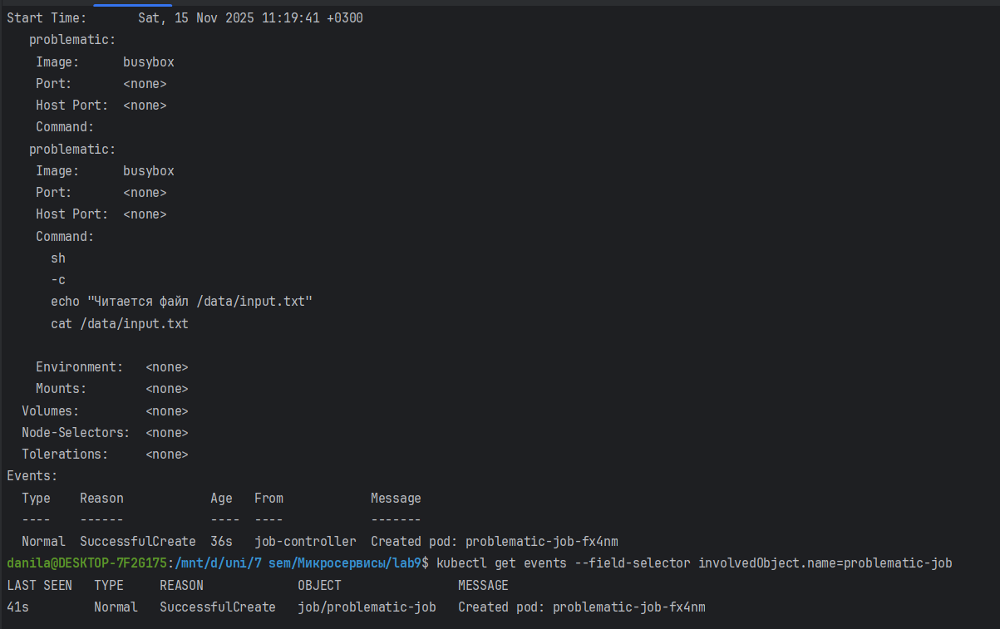 Start Time:       Sat, 15 Nov 2025 11:19:41 +0300
   problematic:
    Image:      busybox
    Port:       <none>
    Host Port:  <none>
    Command:
   problematic:
    Image:      busybox
    Port:       <none>
    Host Port:  <none>
    Command:
      sh
      -c
      echo "Читается файл /data/input.txt"
      cat /data/input.txt

    Environment:   <none>
    Mounts:        <none>
  Volumes:         <none>
  Node-Selectors:  <none>
  Tolerations:     <none>
Events:
  Type    Reason            Age   From            Message
  ----    ------            ----  ----            -------
  Normal  SuccessfulCreate  36s   job-controller  Created pod: problematic-job-fx4nm
danila@DESKTOP-7F2G175:/mnt/d/uni/7 sem/Микросервисы/lab9$ kubectl get events --field-selector involvedObject.name=problematic-job
LAST SEEN   TYPE     REASON             OBJECT                MESSAGE
41s         Normal   SuccessfulCreate   job/problematic-job   Created pod: problematic-job-fx4nm